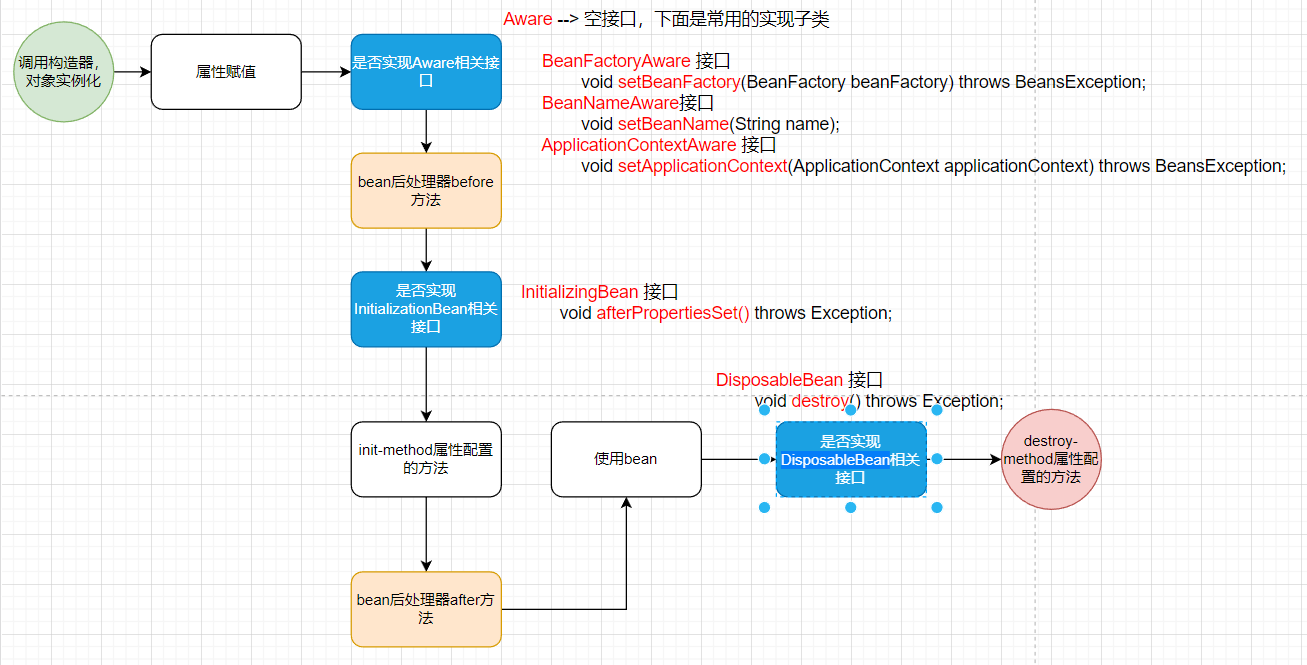 Aware --> 空接口，下面是常用的实现子类
调用构造器，
对象实例化
属性赋值
是否实现Aware相关接
口
BeanFactoryAware 接口
void setBeanFactory(BeanFactory beanFactory) throws BeansException;
BeanNameAware接口
void setBeanName(String name);
ApplicationContextAware 接口
void setApplicationContext(ApplicationContext applicationContext) throws BeansException;
bean后处理器before
方法
是否实现
InitializationBean相关
接口
InitializingBean 接口
void afterPropertiesSet() throws Exception;
init-method属性配置
的方法
bean后处理器after方
法
使用bean
DisposableBean 接口
void destroy() throws Exception;
是否实现
DisposableBean相关
接口
destroy-
method属性配
置的方法